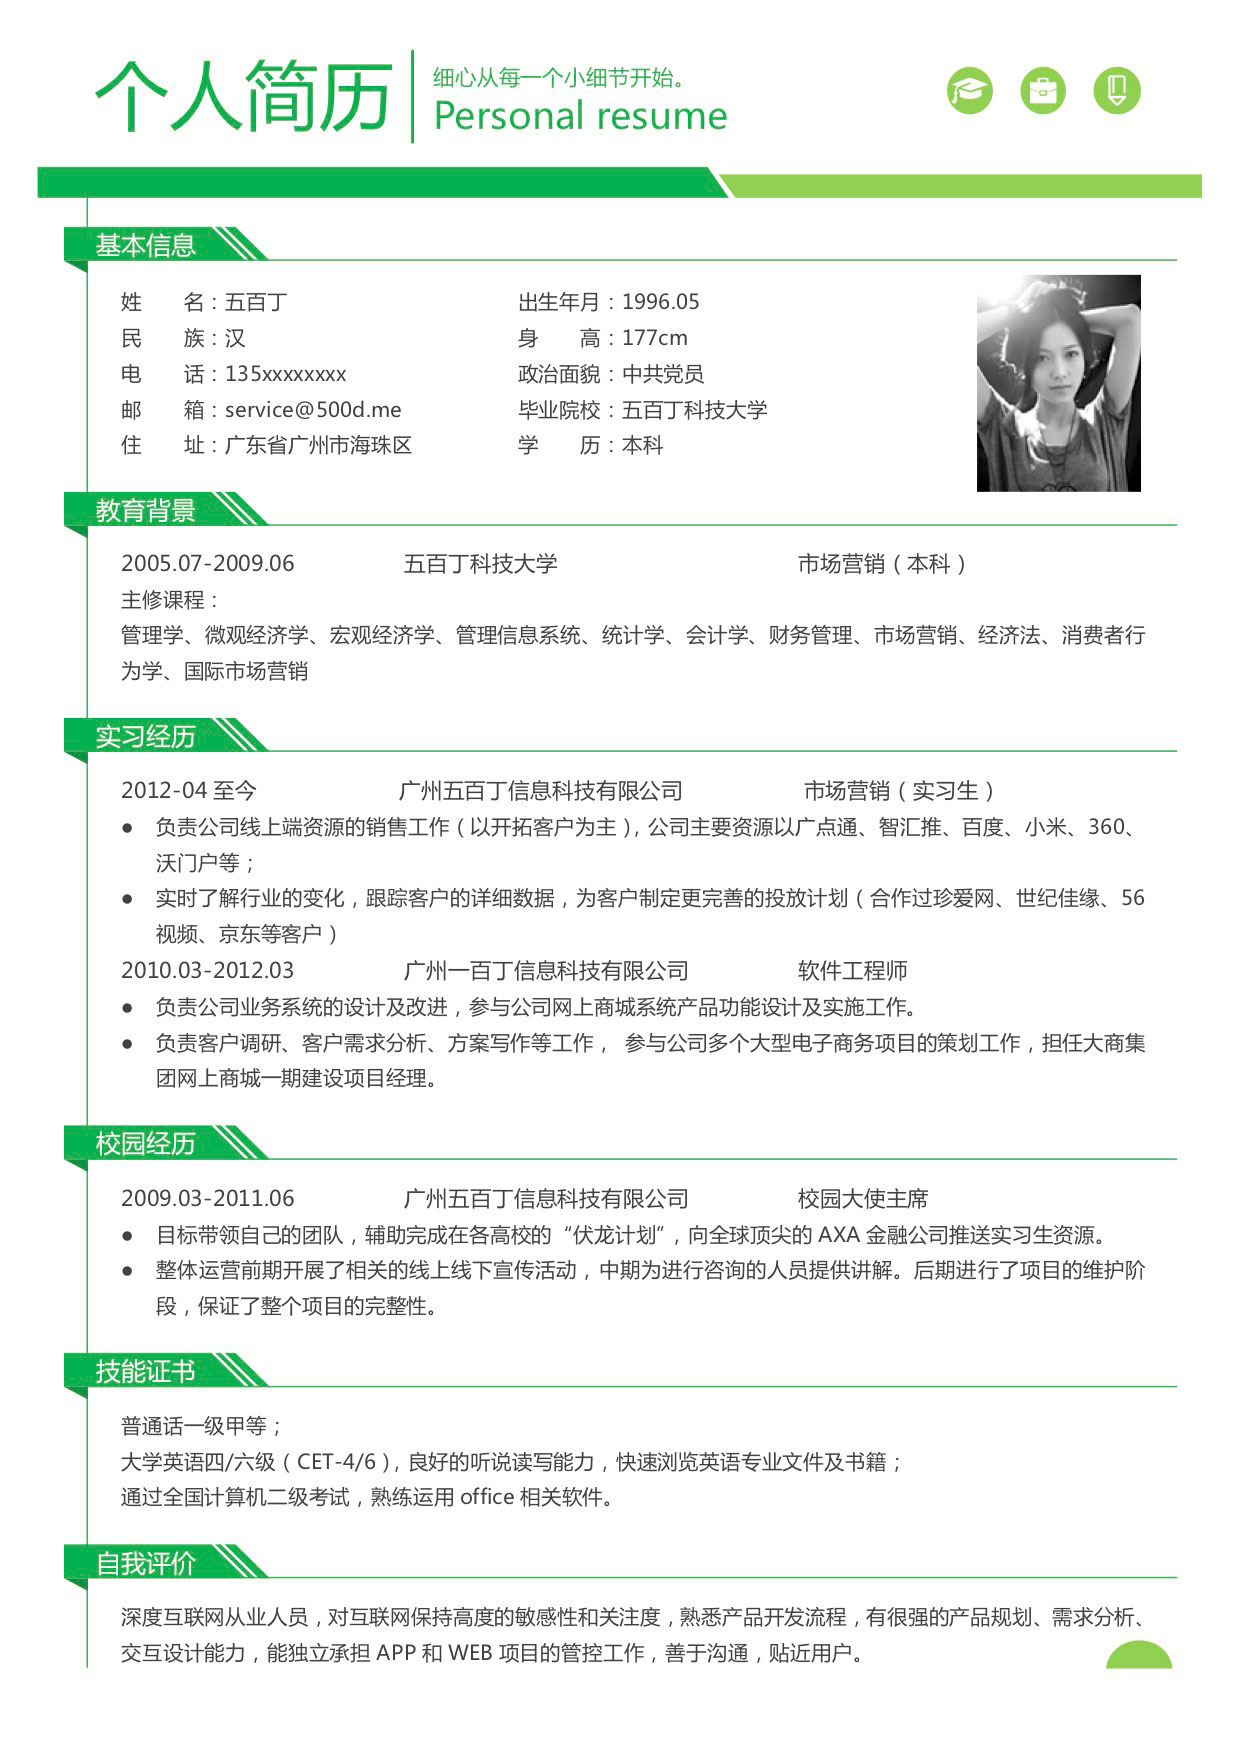 个人简历
细心从每一个小细节开始。
Personal resume
基本信息
姓　　名：五百丁　出生年月：1996.05
民　　族：汉　身　　高：177cm
电　　话：135xxxxxxxx　政治面貌：中共党员
邮　　箱：service@500d.me　毕业院校：五百丁科技大学
住　　址：广东省广州市海珠区　学　　历：本科
教育背景
2005.07-2009.06　五百丁科技大学　市场营销（本科）
主修课程：
管理学、微观经济学、宏观经济学、管理信息系统、统计学、会计学、财务管理、市场营销、经济法、消费者行
为学、国际市场营销
实习经历
2012-04 至今　广州五百丁信息科技有限公司　市场营销（实习生）
● 负责公司线上端资源的销售工作（以开拓客户为主），公司主要资源以广点通、智汇推、百度、小米、360、
沃门户等；
● 实时了解行业的变化，跟踪客户的详细数据，为客户制定更完善的投放计划（合作过珍爱网、世纪佳缘、56
视频、京东等客户）
2010.03-2012.03　广州一百丁信息科技有限公司　软件工程师
● 负责公司业务系统的设计及改进，参与公司网上商城系统产品功能设计及实施工作。
● 负责客户调研、客户需求分析、方案写作等工作， 参与公司多个大型电子商务项目的策划工作，担任大商集
团网上商城一期建设项目经理。
校园经历
2009.03-2011.06　广州五百丁信息科技有限公司　校园大使主席
● 目标带领自己的团队，辅助完成在各高校的“伏龙计划”，向全球顶尖的 AXA 金融公司推送实习生资源。
● 整体运营前期开展了相关的线上线下宣传活动，中期为进行咨询的人员提供讲解。后期进行了项目的维护阶
段，保证了整个项目的完整性。
技能证书
普通话一级甲等；
大学英语四/六级（CET-4/6），良好的听说读写能力，快速浏览英语专业文件及书籍；
通过全国计算机二级考试，熟练运用 office 相关软件。
自我评价
深度互联网从业人员，对互联网保持高度的敏感性和关注度，熟悉产品开发流程，有很强的产品规划、需求分析、
交互设计能力，能独立承担 APP 和 WEB 项目的管控工作，善于沟通，贴近用户。